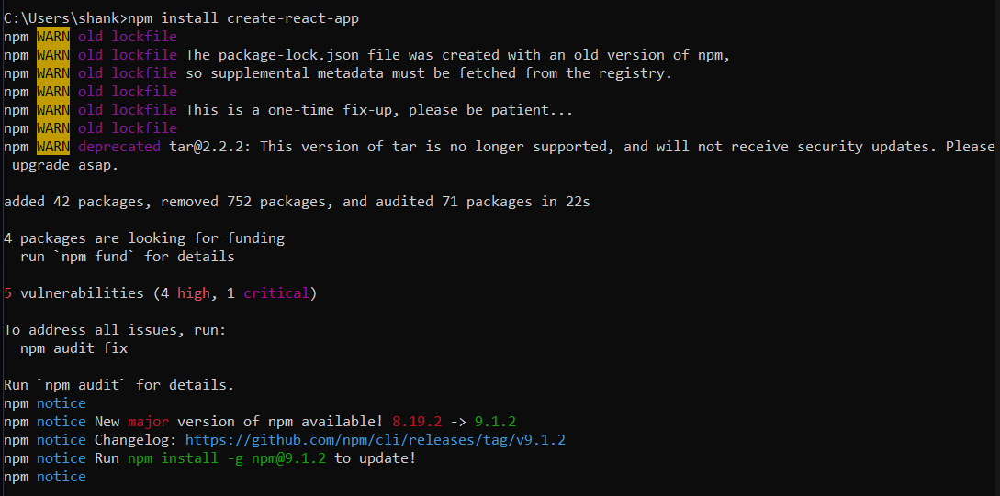 C:\Users\shank>npm install create-react-app
npm WARN old lockfile
npm WARN old lockfile The package-lock.json file was created with an old version of npm,
npm WARN old lockfile so supplemental metadata must be fetched from the registry.
npm WARN old lockfile
npm WARN old lockfile This is a one-time fix-up, please be patient...
npm WARN old lockfile
npm WARN deprecated tar@2.2.2: This version of tar is no longer supported, and will not receive security updates. Please
 upgrade asap.
added 42 packages, removed 752 packages, and audited 71 packages in 22s
4 packages are looking for funding
  run `npm fund` for details
5 vulnerabilities (4 high, 1 critical)
To address all issues, run:
  npm audit fix
Run `npm audit` for details.
npm notice
npm notice New major version of npm available! 8.19.2 -> 9.1.2
npm notice Changelog: https://github.com/npm/cli/releases/tag/v9.1.2
npm notice Run npm install -g npm@9.1.2 to update!
npm notice